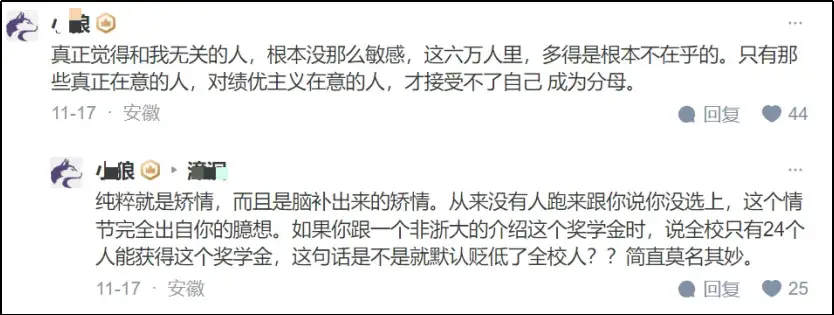 小 狼
真正觉得和我无关的人，根本没那么敏感，这六万人里，多得是根本不在乎的。只有那
些真正在意的人，对绩优主义在意的人，才接受不了自己 成为分母。
11-17 · 安徽
回复 44
小 狼
纯粹就是矫情，而且是脑补出来的矫情。从来没有人跑来跟你说你没选上，这个情
节完全出自你的臆想。如果你跟一个非浙大的介绍这个奖学金时，说全校只有24个
人能获得这个奖学金，这句话是不是就默认贬低了全校人？？简直莫名其妙。
11-17 · 安徽
回复 25